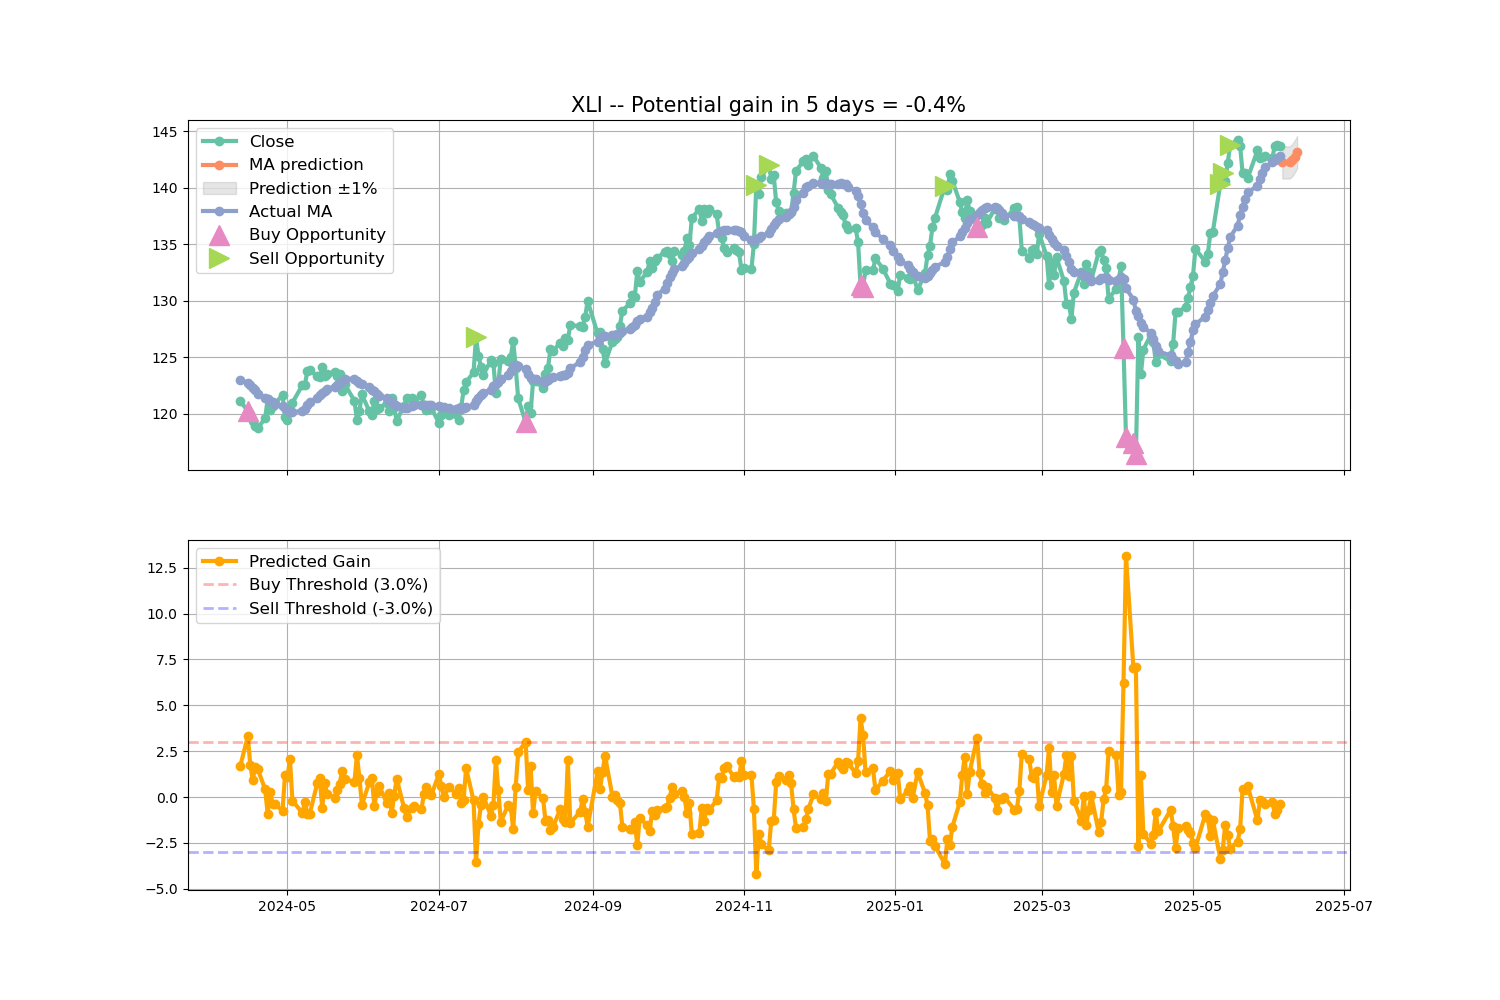 XLI -- Potential gain in 5 days = -0.4%
145
140
135
130
125
120
Close
MA prediction
Prediction ±1%
Actual MA
Buy Opportunity
Sell Opportunity
12.5
10.0
7.5
5.0
2.5
0.0
−2.5
−5.0
Predicted Gain
Buy Threshold (3.0%)
Sell Threshold (-3.0%)
2024-05 2024-07 2024-09 2024-11 2025-01 2025-03 2025-05 2025-07